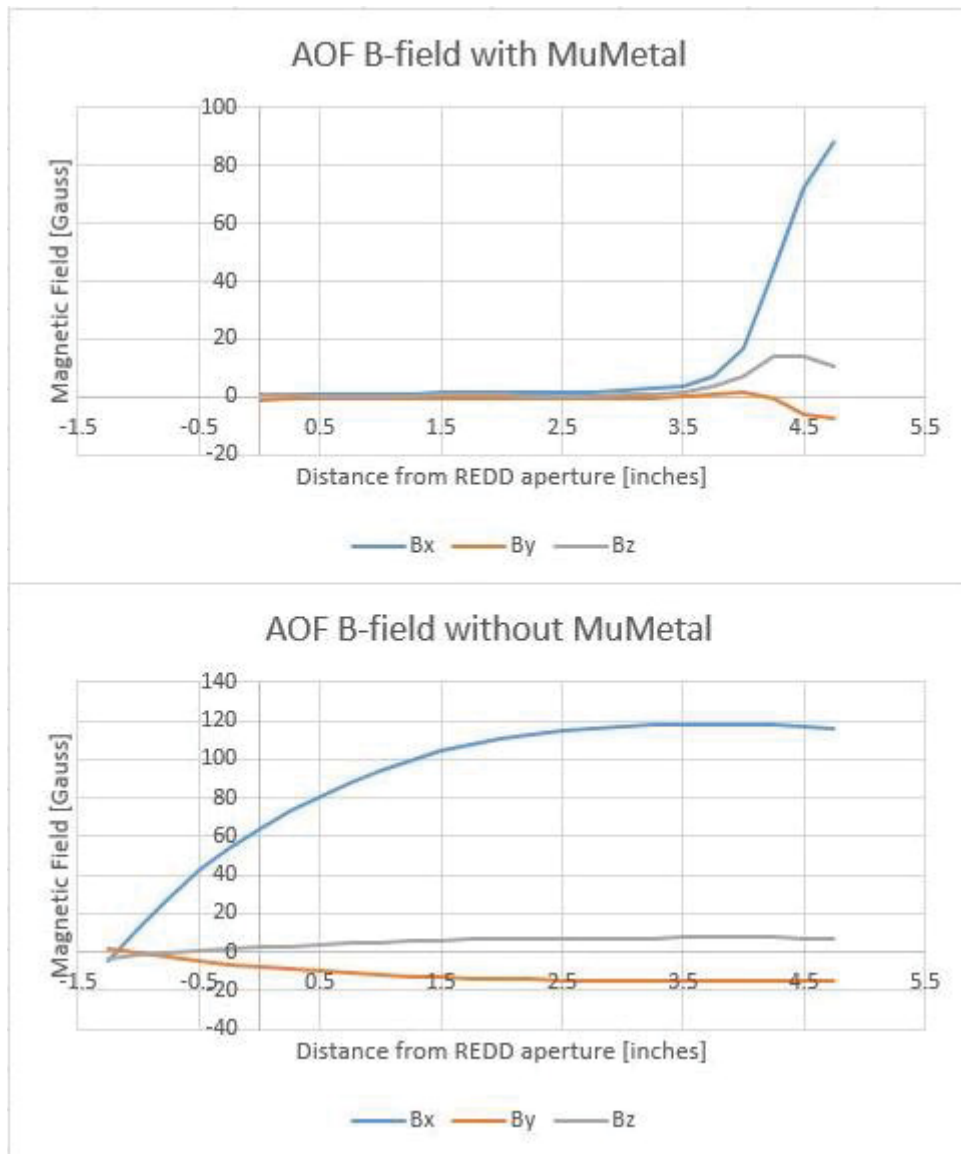 AOF B-field with MuMetal
100
80
60
40
20
0
-20
-1.5 -0.5 0.5 1.5 2.5 3.5 4.5 5.5
Magnetic Field [Gauss]
Distance from REDD aperture [inches]
Bx By Bz
AOF B-field without MuMetal
140
120
100
80
60
40
20
0
-20
-40
-1.5 -0.5 0.5 1.5 2.5 3.5 4.5 5.5
Magnetic Field [Gauss]
Distance from REDD aperture [inches]
Bx By Bz